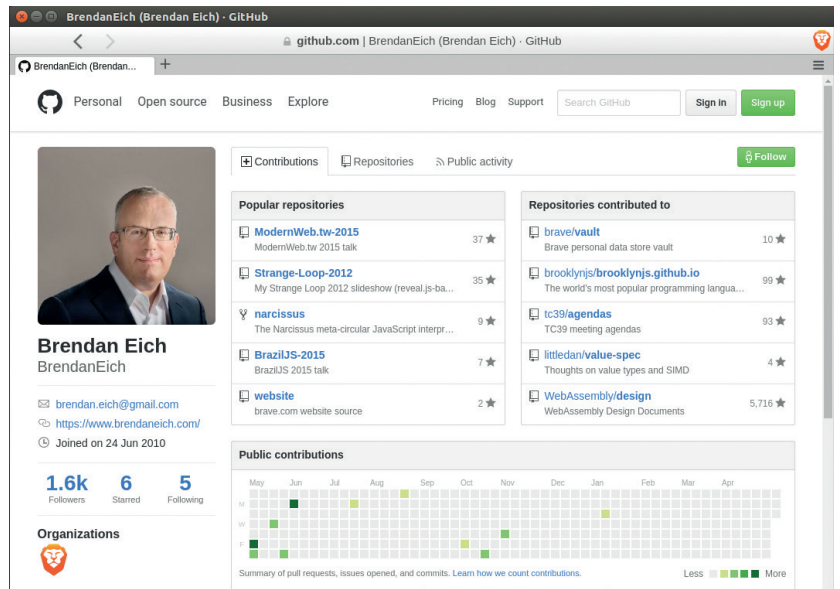 BrendanEich (Brendan Eich) · GitHub
github.com | BrendanEich (Brendan Eich) · GitHub
BrendanEich (Brendan...
Personal Open source Business Explore Pricing Blog Support Search GitHub Sign in Sign up
Contributions Repositories Public activity Follow
Popular repositories
ModernWeb.tw-2015
ModernWeb.tw 2015 talk
37
Strange-Loop-2012
My Strange Loop 2012 slideshow (reveal.js-ba...
35
narcissus
The Narcissus meta-circular JavaScript interpr...
9
BrazilJS-2015
BrazilJS 2015 talk
7
website
brave.com website source
2
Repositories contributed to
brave/vault
Brave personal data store vault
10
brooklynjs/brooklynjs.github.io
The world's most popular programming langua...
99
tc39/agendas
TC39 meeting agendas
93
littledan/value-spec
Thoughts on value types and SIMD
4
WebAssembly/design
WebAssembly Design Documents
5,716
Brendan Eich
BrendanEich
brendan.eich@gmail.com
https://www.brendaneich.com/
Joined on 24 Jun 2010
1.6k 6 5
Followers Starred Following
Organizations
Public contributions
May Jun Jul Aug Sep Oct Nov Dec Jan Feb Mar Apr
M
W
F
Summary of pull requests, issues opened, and commits. Learn how we count contributions. Less More